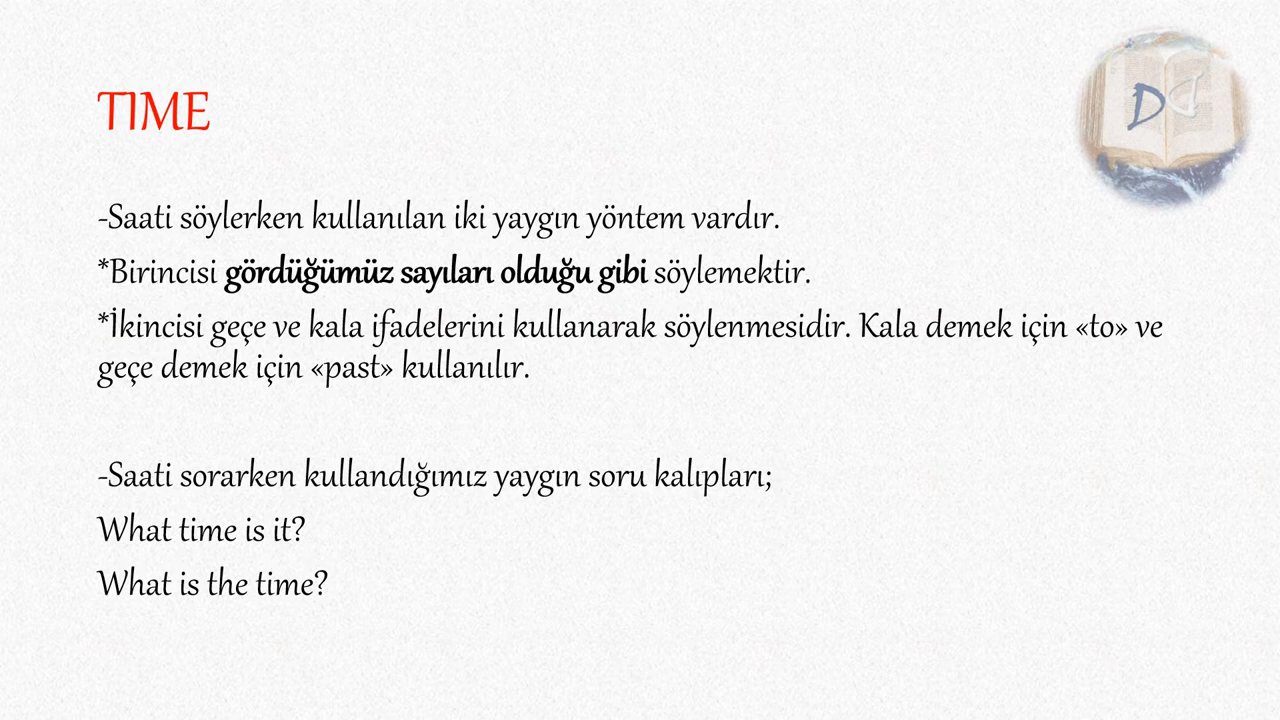 TIME
-Saati söylerken kullanılan iki yaygın yöntem vardır.
*Birincisi gördüğümüz sayıları olduğu gibi söylemektir.
*İkincisi geçe ve kala ifadelerini kullanarak söylenmesidir. Kala demek için «to» ve
geçe demek için «past» kullanılır.
-Saati sorarken kullandığımız yaygın soru kalıpları;
What time is it?
What is the time?